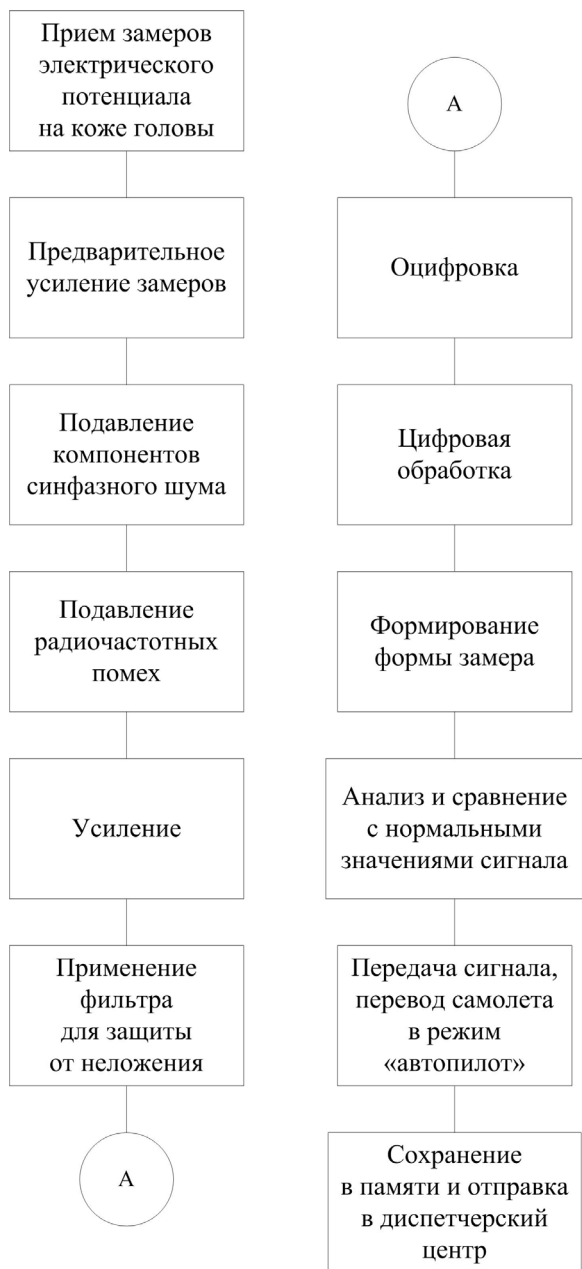 Прием замеров
электрического
потенциала
на коже головы
Предварительное
усиление замеров
Подавление
компонентов
синфазного шума
Подавление
радиочастотных
помех
Усиление
Применение
фильтра
для защиты
от неложения
А
А
Оцифровка
Цифровая
обработка
Формирование
формы замера
Анализ и сравнение
с нормальными
значениями сигнала
Передача сигнала,
перевод самолета
в режим
«автопилот»
Сохранение
в памяти и отправка
в диспетчерский
центр